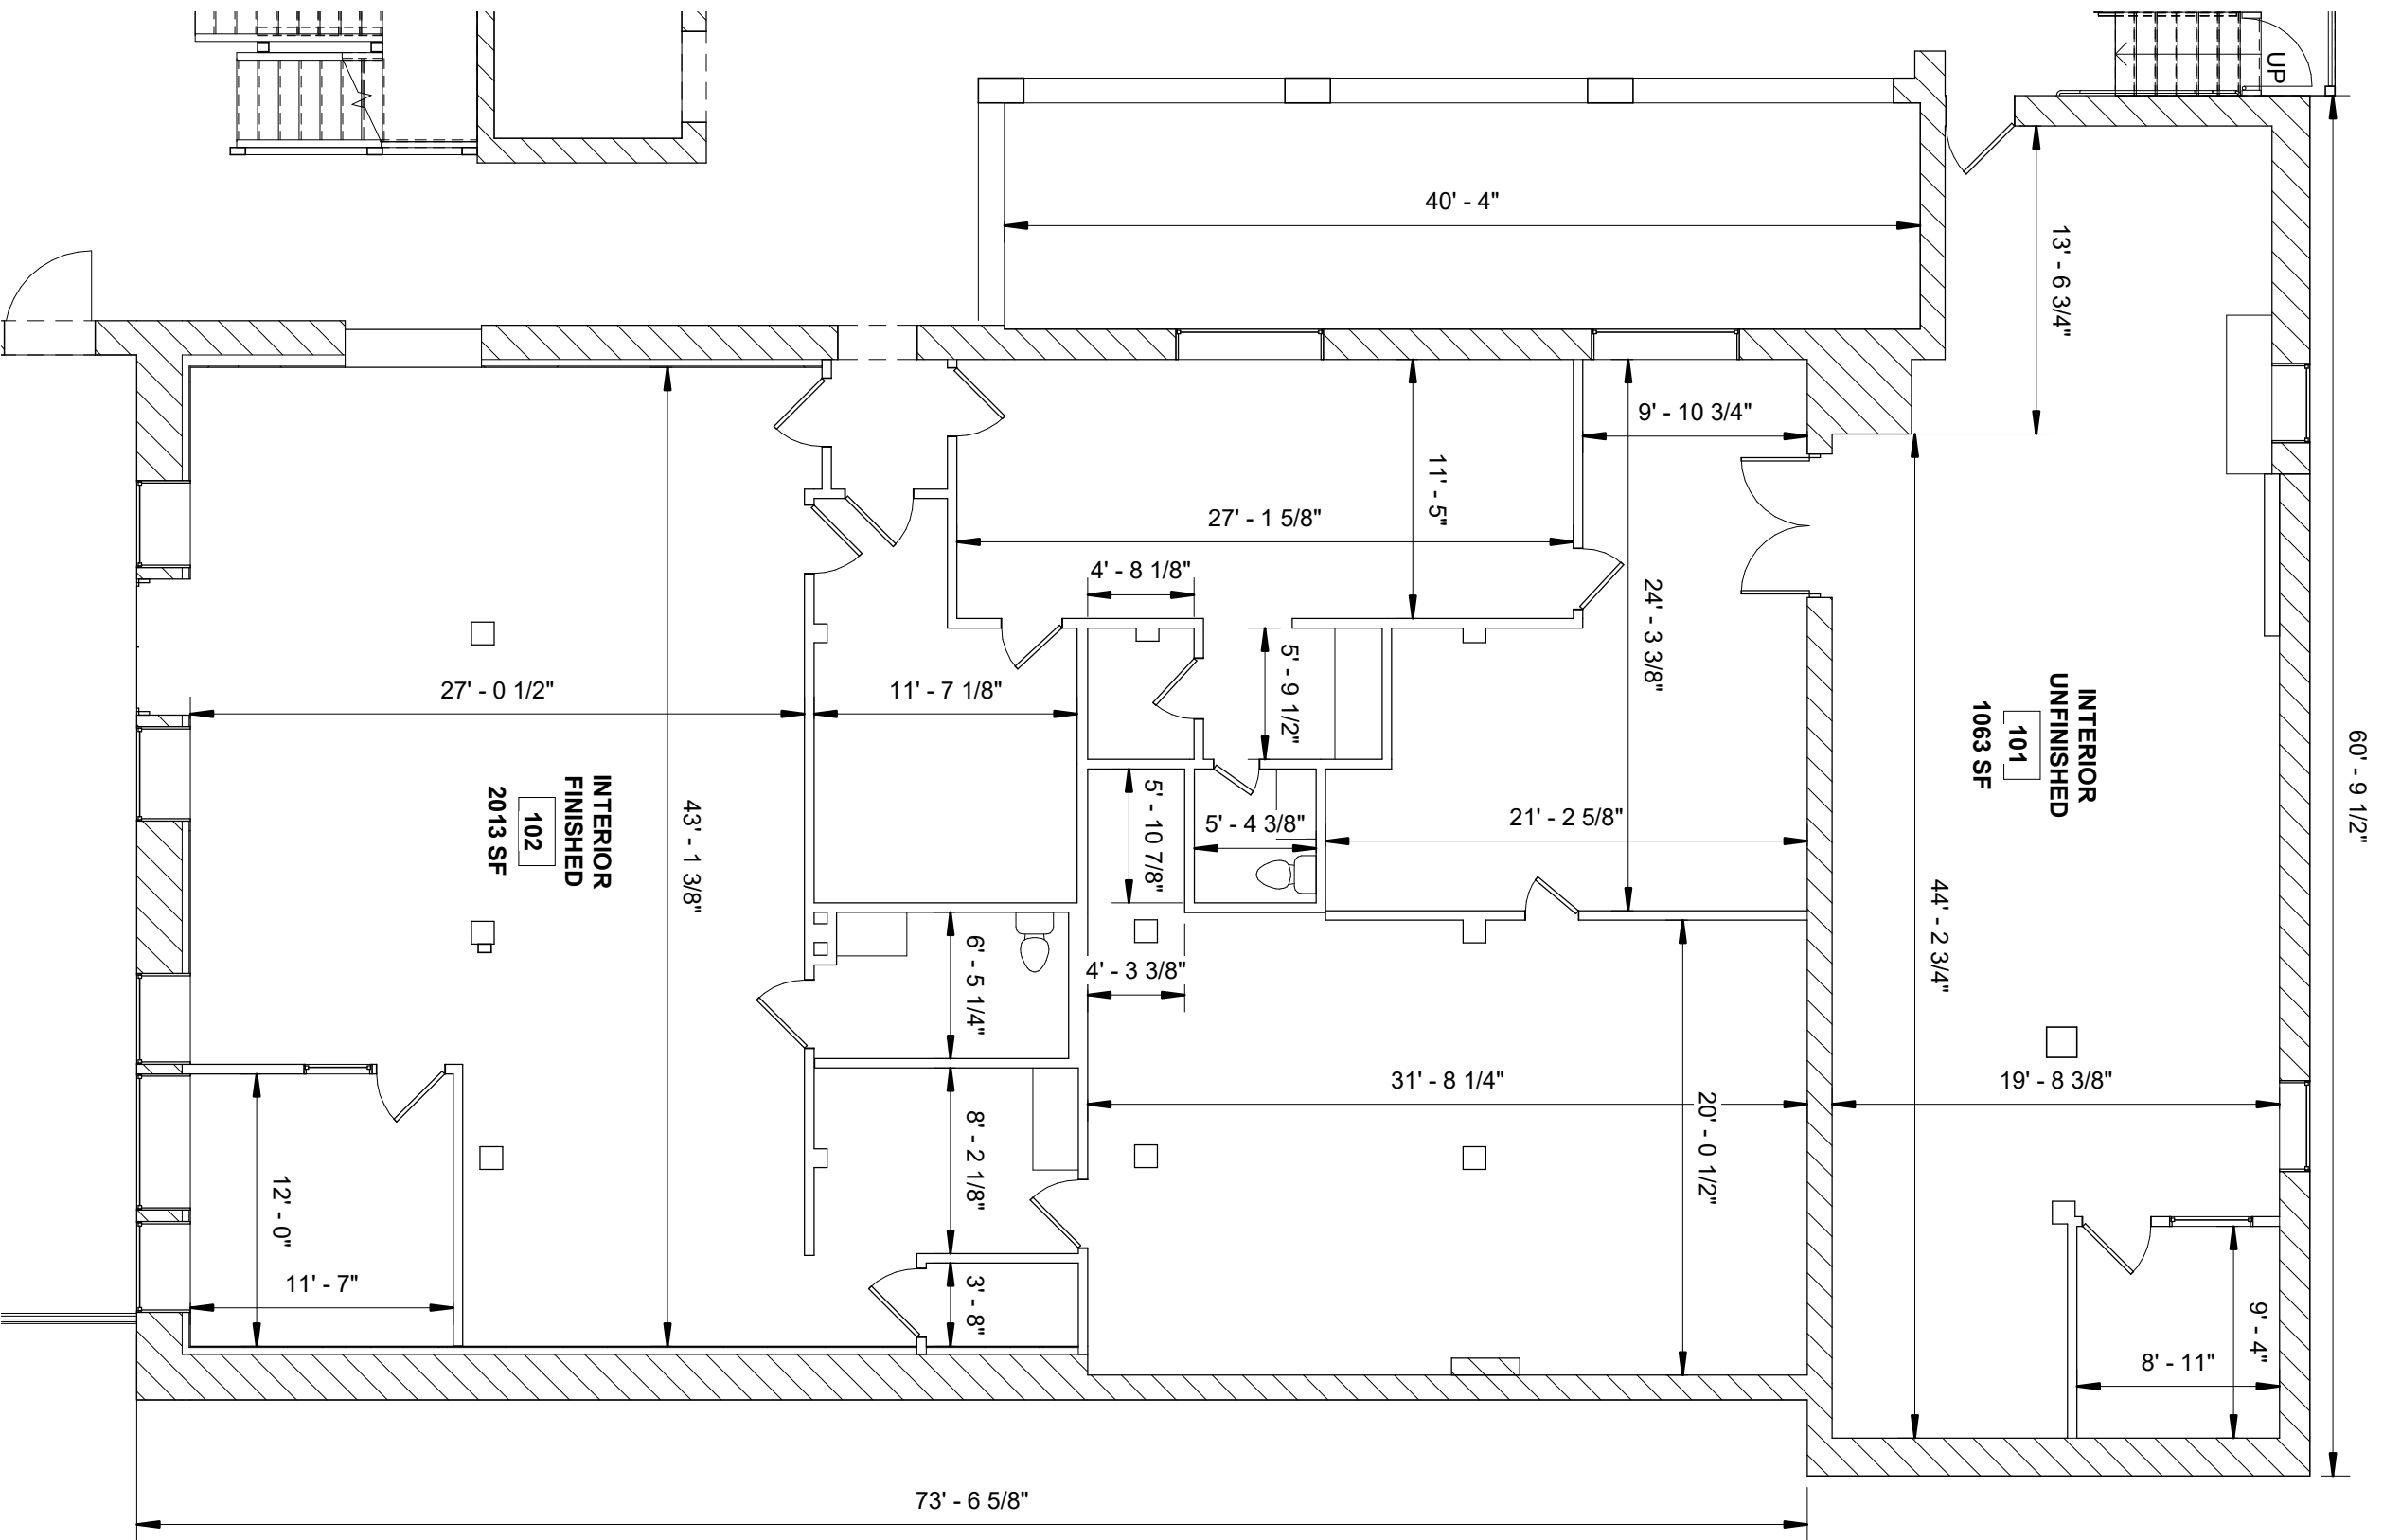 UP
40' - 4"
13' - 6 3/4"
9' - 10 3/4"
11' - 5"
27' - 1 5/8"
4' - 8 1/8"
24' - 3 3/8"
5' - 9 1/2"
27' - 0 1/2"
11' - 7 1/8"
INTERIOR
UNFINISHED
101
1063 SF
60' - 9 1/2"
INTERIOR
FINISHED
102
2013 SF
43' - 1 3/8"
5' - 10 7/8"
5' - 4 3/8"
21' - 2 5/8"
44' - 2 3/4"
6' - 5 1/4"
4' - 3 3/8"
31' - 8 1/4"
20' - 0 1/2"
19' - 8 3/8"
8' - 2 1/8"
12' - 0"
11' - 7"
3' - 8"
9' - 4"
8' - 11"
73' - 6 5/8"